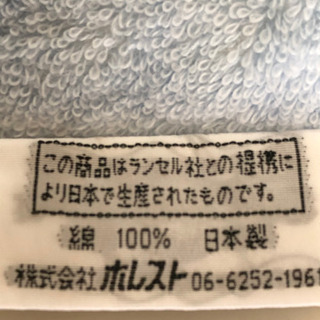 この商品はランセル社との提携に
より日本で生産されたものです。
綿 100% 日本製
株式会社 ホレスト 06-6252-1961